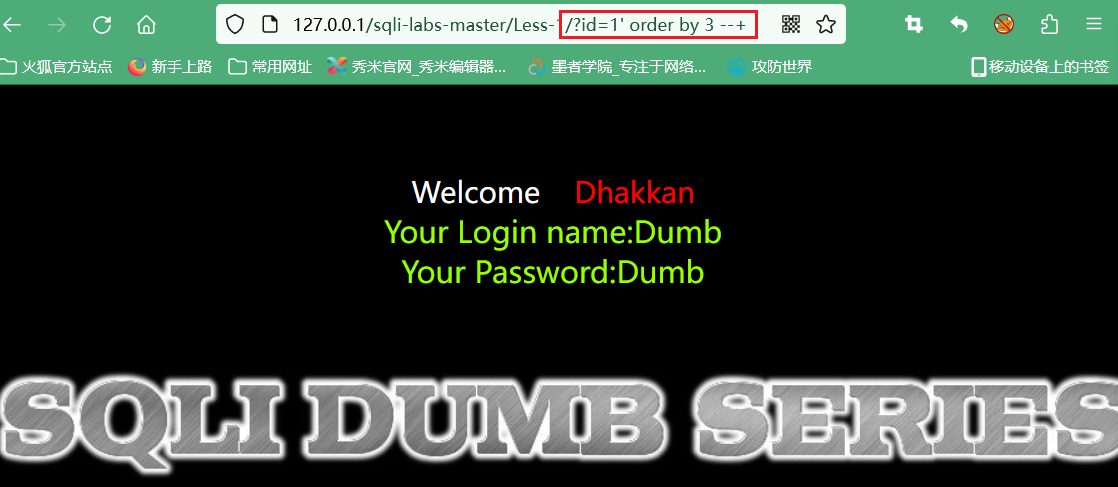 127.0.0.1/sqli-labs-master/Less-1/?id=1' order by 3 --+
火狐官方站点 新手上路 常用网址 秀米官网_秀米编辑器... 墨者学院_专注于网络... 攻防世界 移动设备上的书签
Welcome Dhakkan
Your Login name:Dumb
Your Password:Dumb
SQLI DUMB SERIES